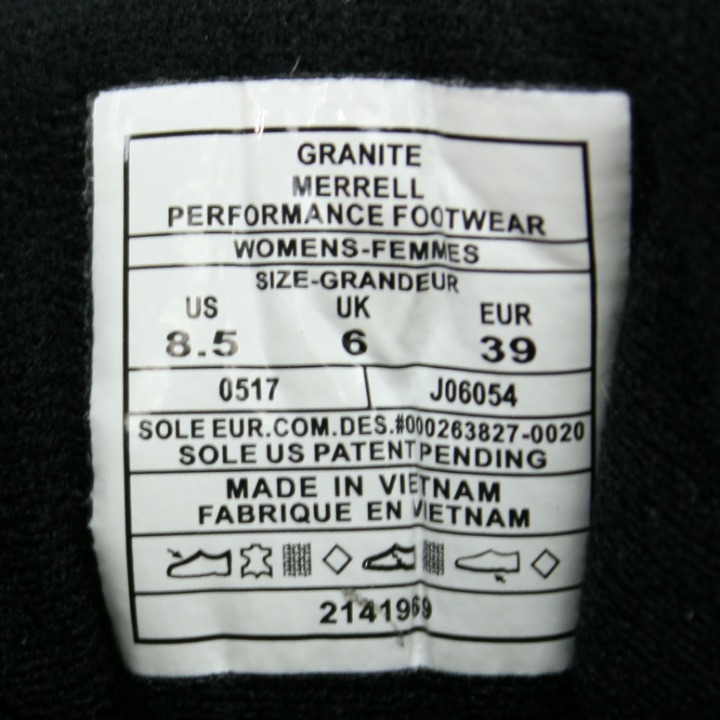 GRANITE
MERRELL
PERFORMANCE FOOTWEAR
WOMENS-FEMMES
SIZE-GRANDEUR
US UK EUR
8.5 6 39
0517 J06054
SOLE EUR.COM.DES.#000263827-0020
SOLE US PATENT PENDING
MADE IN VIETNAM
FABRIQUE EN VIETNAM
2141969